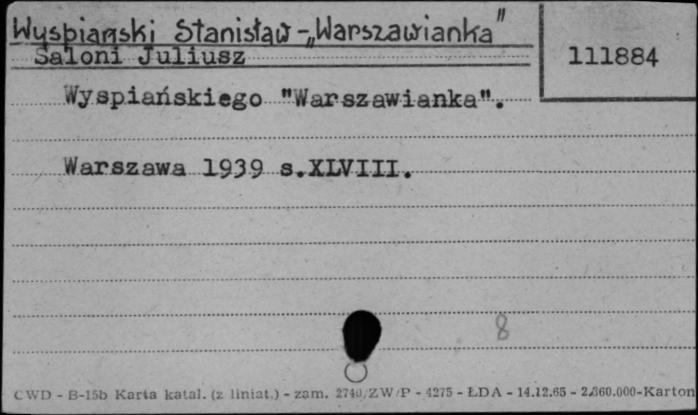 Wyspiański Stanisław - „Warszawianka"
Saloni Juliusz
111884
Wyspiańskiego "Warszawianka".
Warszawa 1939 s.XLVIII.
8
CWD - B-15b Karta katal. (z liniat.) - zam. 2740/ZW/P - 4275 - ŁDA - 14.12.65 - 2.360.000-Karton